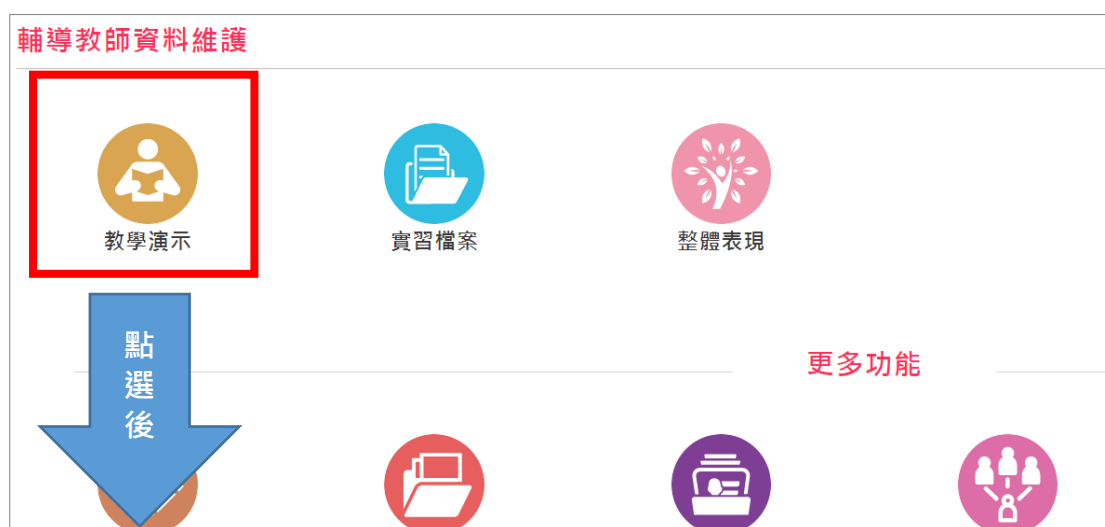 輔導教師資料維護
教學演示
實習檔案
整體表現
點
選
後
更多功能